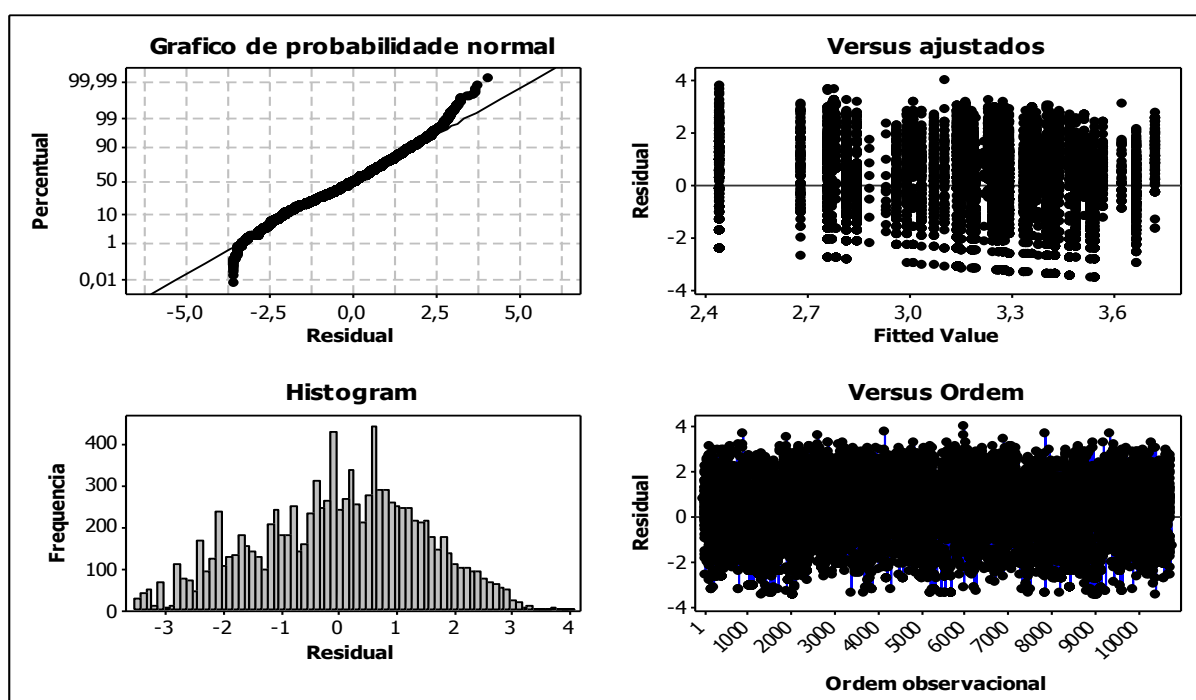 Grafico de probabilidade normal
99,99
99
90
50
10
1
0,01
Percentual
-5,0 -2,5 0,0 2,5 5,0
Residual
Versus ajustados
4
2
0
-2
-4
Residual
2,4 2,7 3,0 3,3 3,6
Fitted Value
Histogram
400
300
200
100
0
Frequencia
-3 -2 -1 0 1 2 3 4
Residual
Versus Ordem
4
2
0
-2
-4
Residual
1 1000 2000 3000 4000 5000 6000 7000 8000 9000 10000
Ordem observacional